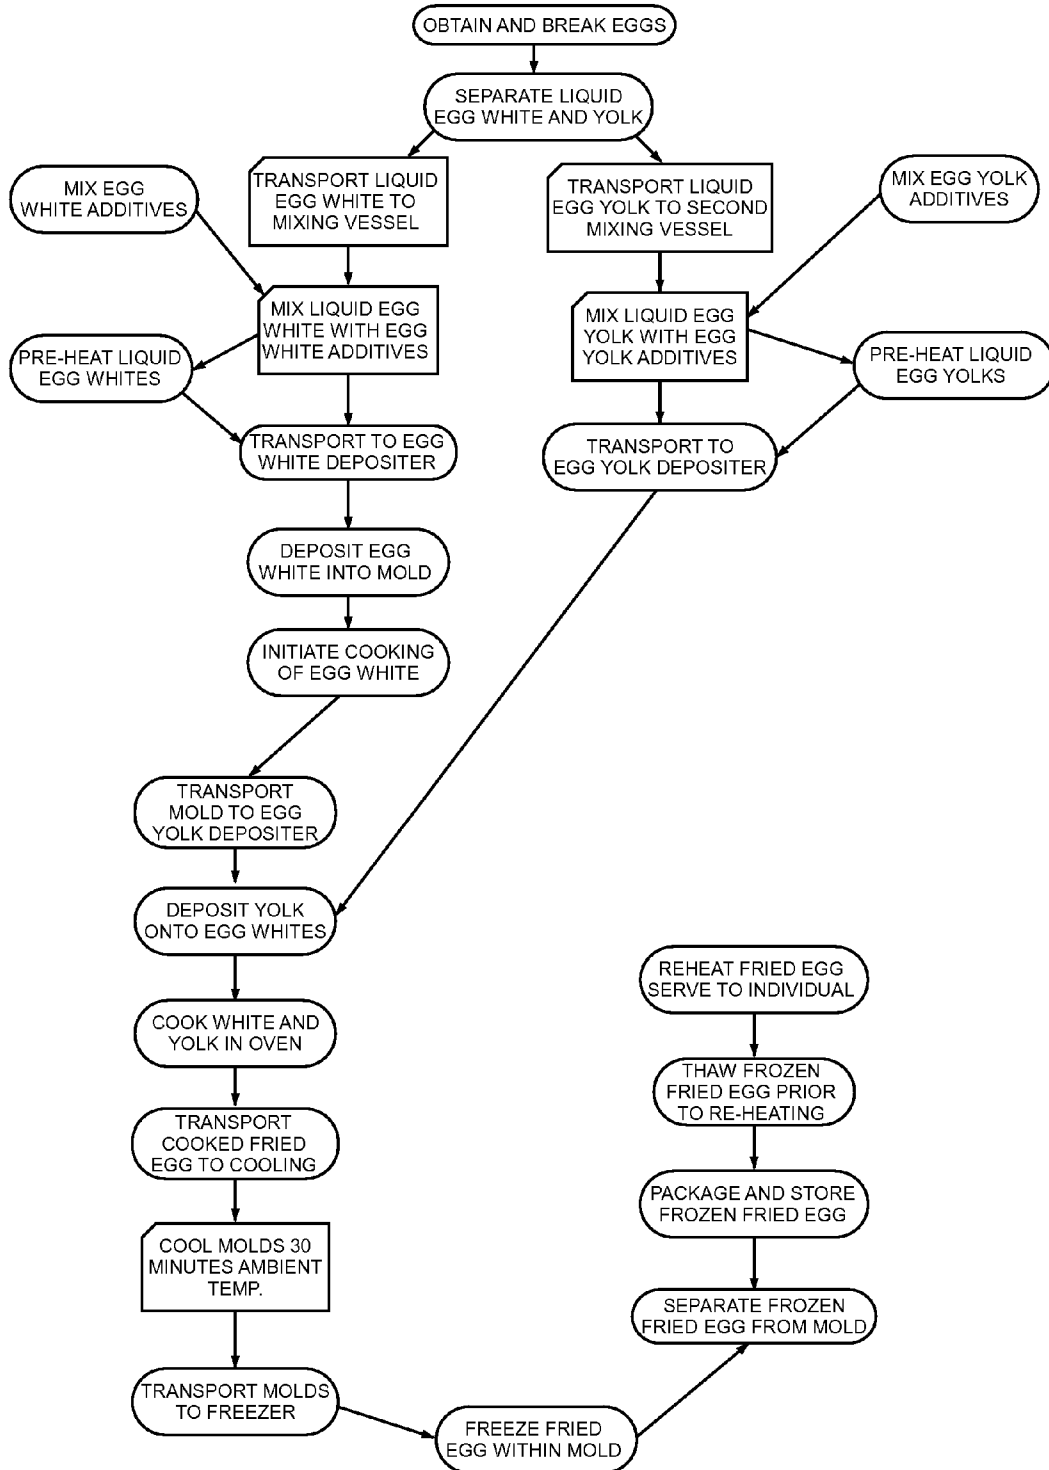 OBTAIN AND BREAK EGGS
SEPARATE LIQUID
EGG WHITE AND YOLK
MIX EGG
WHITE ADDITIVES
TRANSPORT LIQUID
EGG WHITE TO
MIXING VESSEL
TRANSPORT LIQUID
EGG YOLK TO SECOND
MIXING VESSEL
MIX EGG YOLK
ADDITIVES
MIX LIQUID EGG
WHITE WITH EGG
WHITE ADDITIVES
MIX LIQUID EGG
YOLK WITH EGG
YOLK ADDITIVES
PRE-HEAT LIQUID
EGG WHITES
PRE-HEAT LIQUID
EGG YOLKS
TRANSPORT TO EGG
WHITE DEPOSITER
TRANSPORT TO
EGG YOLK DEPOSITER
DEPOSIT EGG
WHITE INTO MOLD
INITIATE COOKING
OF EGG WHITE
TRANSPORT
MOLD TO EGG
YOLK DEPOSITER
DEPOSIT YOLK
ONTO EGG WHITES
COOK WHITE AND
YOLK IN OVEN
TRANSPORT
COOKED FRIED
EGG TO COOLING
COOL MOLDS 30
MINUTES AMBIENT
TEMP.
TRANSPORT MOLDS
TO FREEZER
FREEZE FRIED
EGG WITHIN MOLD
REHEAT FRIED EGG
SERVE TO INDIVIDUAL
THAW FROZEN
FRIED EGG PRIOR
TO RE-HEATING
PACKAGE AND STORE
FROZEN FRIED EGG
SEPARATE FROZEN
FRIED EGG FROM MOLD